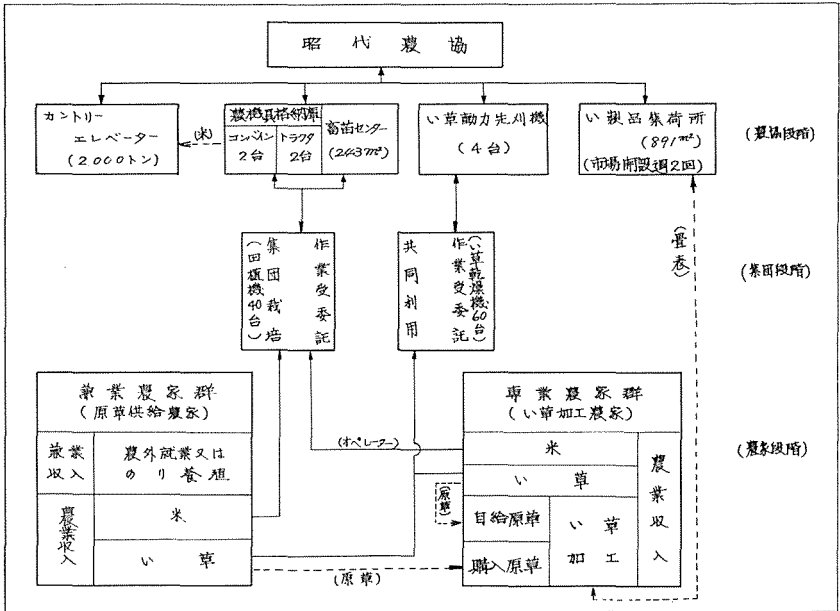 昭代農協
カントリー
エレベーター
(2000トン)
(米)
農機具格納庫
コンバイン
2台
トラクタ
2台
畜苗センター
(243m²)
い草動力先刈機
(4台)
い製品集荷所
(891m²)
(市場開設週2回)
(農協段階)
作業受委託
集団栽培
(田植機40台)
(い草乾燥機60台)
作業受委託
共同利用
(畳表)
(集団段階)
兼業農家群
(原草供給農家)
兼業
収入
農外就業又は
のり養殖
農業収入
米
い草
(オペレーター)
(原草)
専業農家群
(い草加工農家)
米
い草
自給原草
購入原草
い草
加工
農業収入
(農家段階)
(原草)